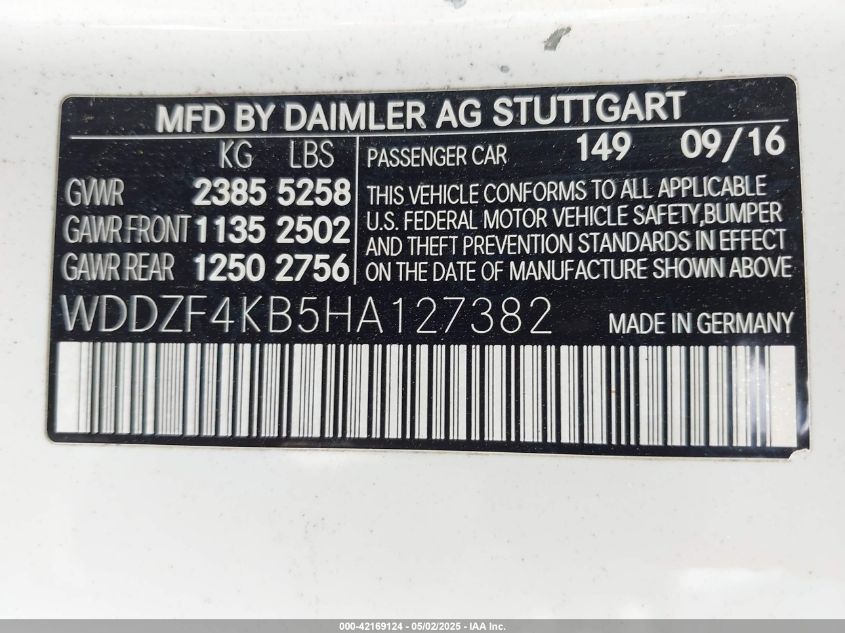 MFD BY DAIMLER AG STUTTGART
KG LBS
GVWR 2385 5258
GAWR FRONT 1135 2502
GAWR REAR 1250 2756
PASSENGER CAR 149 09/16
THIS VEHICLE CONFORMS TO ALL APPLICABLE
U.S. FEDERAL MOTOR VEHICLE SAFETY,BUMPER
AND THEFT PREVENTION STANDARDS IN EFFECT
ON THE DATE OF MANUFACTURE SHOWN ABOVE
WDDZF4KB5HA127382 MADE IN GERMANY
000-42169124 - 05/02/2025 - IAA Inc.